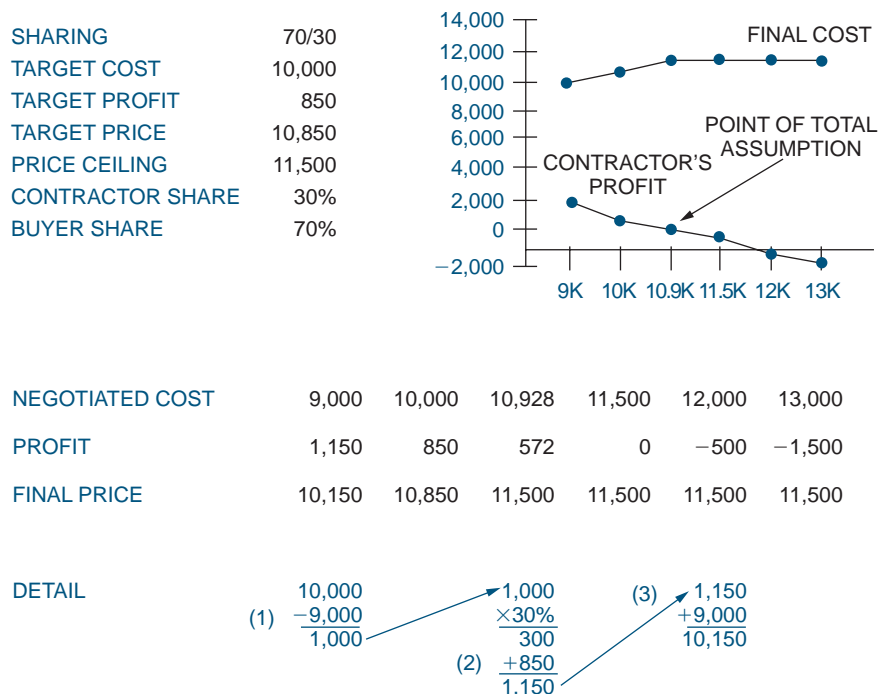 SHARING 70/30
TARGET COST 10,000
TARGET PROFIT 850
TARGET PRICE 10,850
PRICE CEILING 11,500
CONTRACTOR SHARE 30%
BUYER SHARE 70%
14,000
12,000
10,000
8,000
6,000
4,000
2,000
0
−2,000
FINAL COST
POINT OF TOTAL
ASSUMPTION
CONTRACTOR'S
PROFIT
9K 10K 10.9K 11.5K 12K 13K
NEGOTIATED COST 9,000 10,000 10,928 11,500 12,000 13,000
PROFIT 1,150 850 572 0 −500 −1,500
FINAL PRICE 10,150 10,850 11,500 11,500 11,500 11,500
DETAIL 10,000 1,000 (3) 1,150
(1) −9,000 ×30% +9,000
1,000 300 10,150
(2) +850
1,150